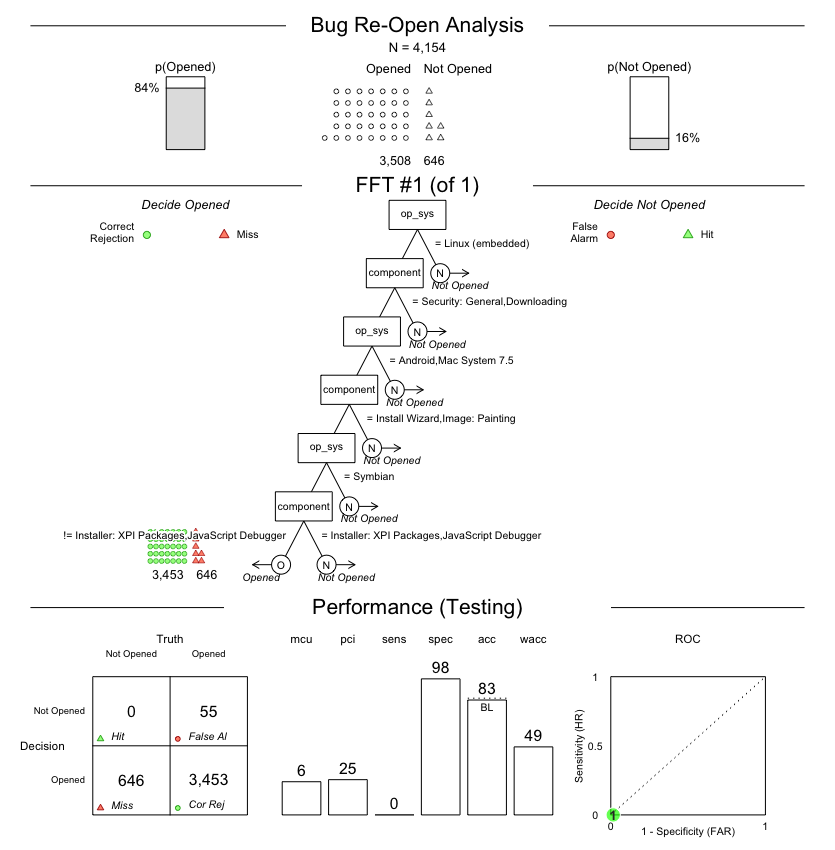 Bug Re-Open Analysis
N = 4,154
p(Opened)
Opened Not Opened
p(Not Opened)
84%
16%
3,508 646
FFT #1 (of 1)
Decide Opened
Decide Not Opened
Correct
Rejection
Miss
False
Alarm
Hit
op_sys
= Linux (embedded)
component
N
Not Opened
= Security: General,Downloading
op_sys
N
Not Opened
= Android,Mac System 7.5
component
N
Not Opened
= Install Wizard,Image: Painting
op_sys
N
Not Opened
= Symbian
component
N
Not Opened
!= Installer: XPI Packages,JavaScript Debugger
= Installer: XPI Packages,JavaScript Debugger
O
N
Opened
Not Opened
3,453 646
Performance (Testing)
Truth
Not Opened Opened
mcu pci sens spec acc wacc
ROC
Decision
Not Opened
0
Hit
55
False Al
Opened
646
Miss
3,453
Cor Rej
6
25
0
98
83
BL
49
Sensitivity (HR)
1
0.5
0
1
0
1
1 - Specificity (FAR)